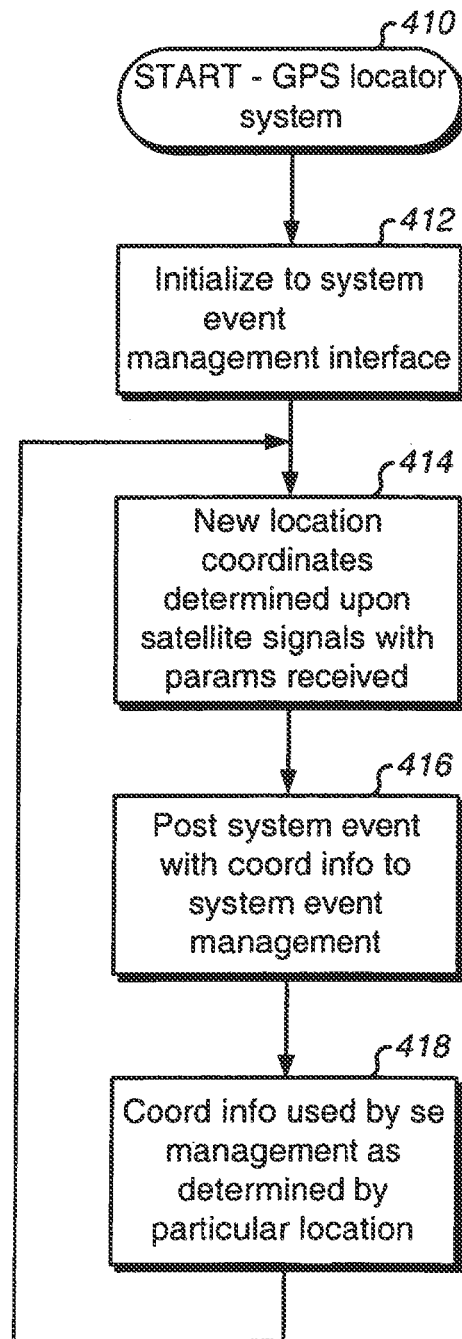 410
START - GPS locator
system
412
Initialize to system
event
management interface
414
New location
coordinates
determined upon
satellite signals with
params received
416
Post system event
with coord info to
system event
management
418
Coord info used by se
management as
determined by
particular location